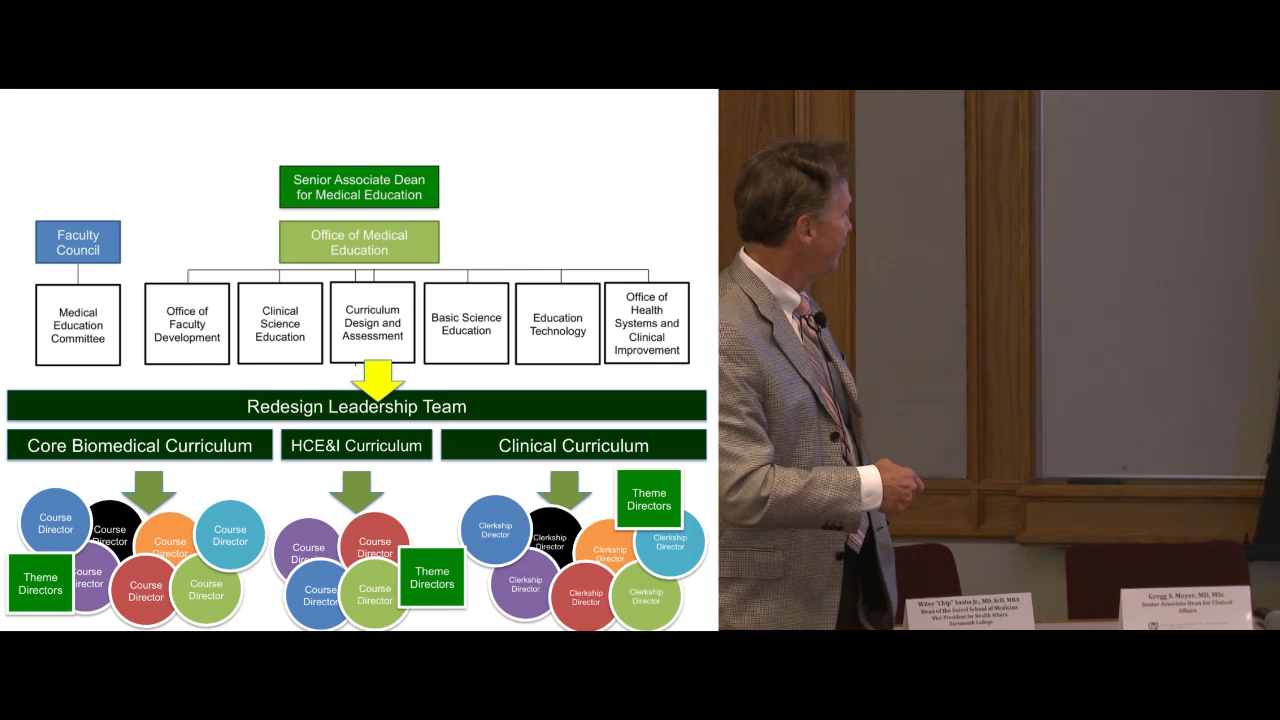 Senior Associate Dean
for Medical Education
Faculty
Council
Office of Medical
Education
Medical
Education
Committee
Office of
Faculty
Development
Clinical
Science
Education
Curriculum
Design and
Assessment
Basic Science
Education
Education
Technology
Office of
Health
Systems and
Clinical
Improvement
Redesign Leadership Team
Core Biomedical Curriculum
HCE&I Curriculum
Clinical Curriculum
Course
Director
Course
Director
Course
Director
Course
Director
Theme
Directors
Course
Director
Course
Director
Course
Director
Course
Course
Director
Course
Director
Course
Director
Theme
Directors
Clerkship
Director
Clerkship
Director
Clerkship
Director
Clerkship
Director
Theme
Directors
Clerkship
Director
Clerkship
Director
Clerkship
Director
Wiley "Chip" Souba Jr., MD, ScD, MBA
Dean of the Geisel School of Medicine
Vice President for Health Affairs,
Dartmouth College
Gregg S. Meyer, MD, MSc
Senior Associate Dean for Clinical
Affairs